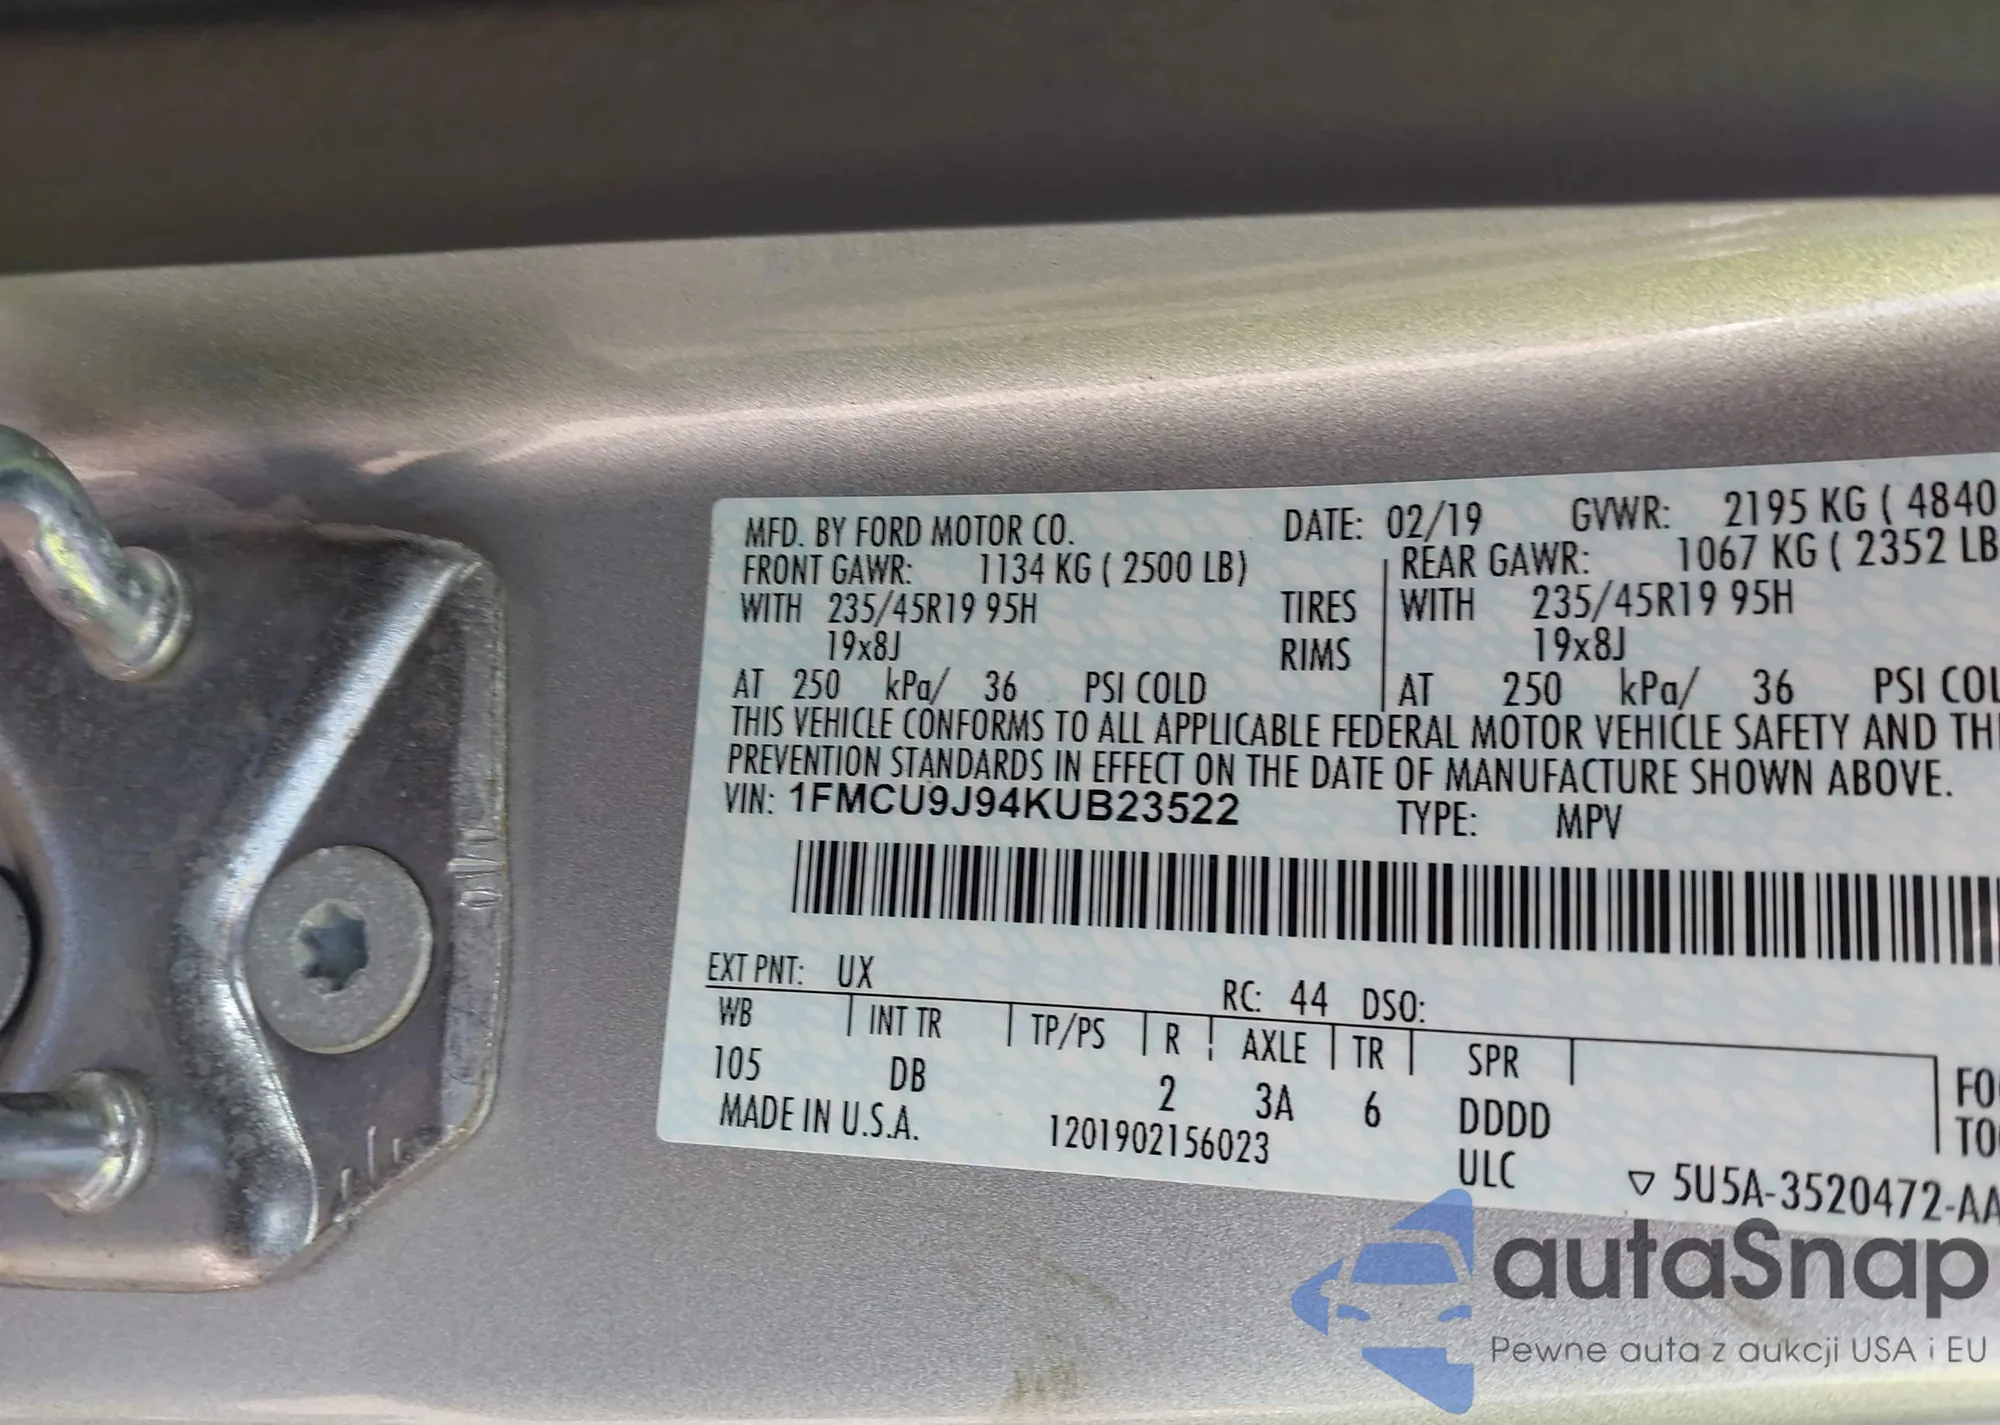 MFD. BY FORD MOTOR CO. DATE: 02/19 GVWR: 2195 KG ( 4840
FRONT GAWR: 1134 KG ( 2500 LB) REAR GAWR: 1067 KG ( 2352 LB
WITH 235/45R19 95H TIRES WITH 235/45R19 95H
19x8J RIMS 19x8J
AT 250 kPa/ 36 PSI COLD AT 250 kPa/ 36 PSI COL
THIS VEHICLE CONFORMS TO ALL APPLICABLE FEDERAL MOTOR VEHICLE SAFETY AND THE
PREVENTION STANDARDS IN EFFECT ON THE DATE OF MANUFACTURE SHOWN ABOVE.
VIN: 1FMCU9J94KUB23522 TYPE: MPV
EXT PNT: UX RC: 44 DSO:
WB INT TR TP/PS R AXLE TR SPR
105 DB 2 3A 6 DDDD
MADE IN U.S.A. 1201902156023 ULC
▽ 5U5A-3520472-AA
autaSnap
Pewne auta z aukcji USA i EU